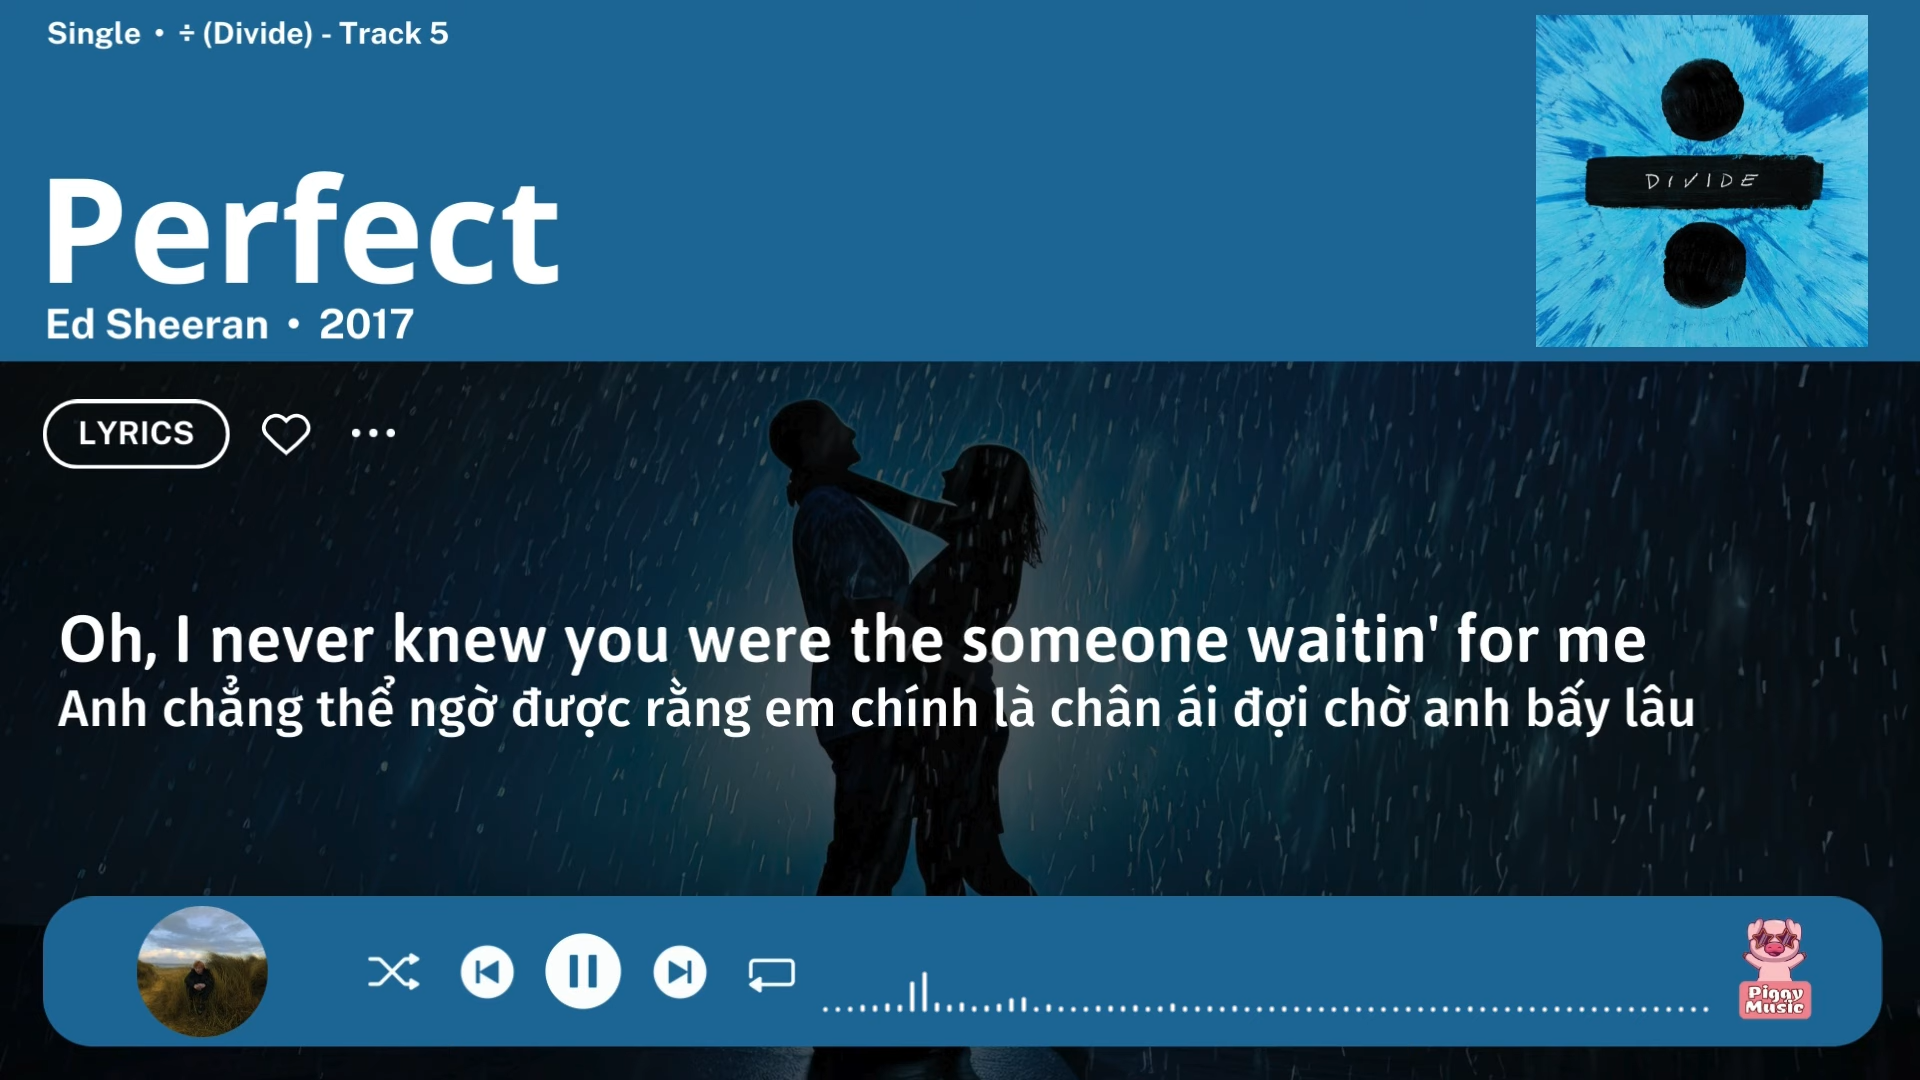 Single • ÷ (Divide) - Track 5
DIVIDE
Perfect
Ed Sheeran • 2017
LYRICS
Oh, I never knew you were the someone waitin' for me
Anh chẳng thể ngờ được rằng em chính là chân ái đợi chờ anh bấy lâu
Piggy
Music